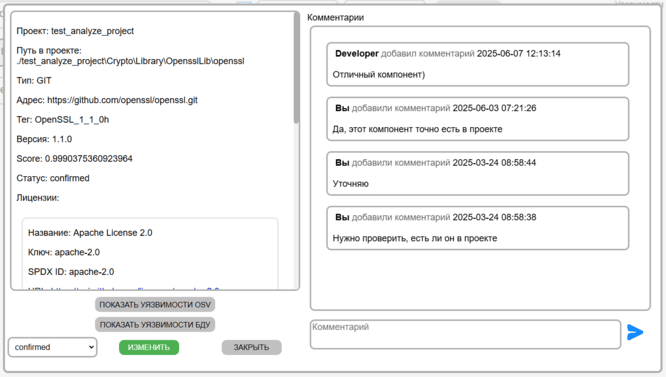 Проект: test_analyze_project
Путь в проекте:
./test_analyze_project\Crypto\Library\OpensslLib\openssl
Тип: GIT
Адрес: https://github.com/openssl/openssl.git
Тег: OpenSSL_1_1_0h
Версия: 1.1.0
Score: 0.9990375360923964
Статус: confirmed
Лицензии:
Название: Apache License 2.0
Ключ: apache-2.0
SPDX ID: apache-2.0
ПОКАЗАТЬ УЯЗВИМОСТИ OSV
ПОКАЗАТЬ УЯЗВИМОСТИ БДУ
confirmed
ИЗМЕНИТЬ
ЗАКРЫТЬ
Комментарии
Developer добавил комментарий 2025-06-07 12:13:14
Отличный компонент)
Вы добавили комментарий 2025-06-03 07:21:26
Да, этот компонент точно есть в проекте
Вы добавили комментарий 2025-03-24 08:58:44
Уточняю
Вы добавили комментарий 2025-03-24 08:58:38
Нужно проверить, есть ли он в проекте
Комментарий